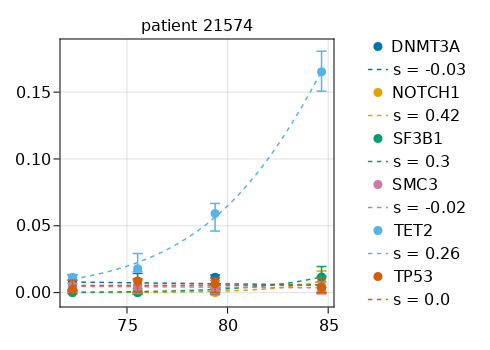 patient 21574
0.15
0.10
0.05
0.00
75
80
85
DNMT3A
s = -0.03
NOTCH1
s = 0.42
SF3B1
s = 0.3
SMC3
s = -0.02
TET2
s = 0.26
TP53
s = 0.0